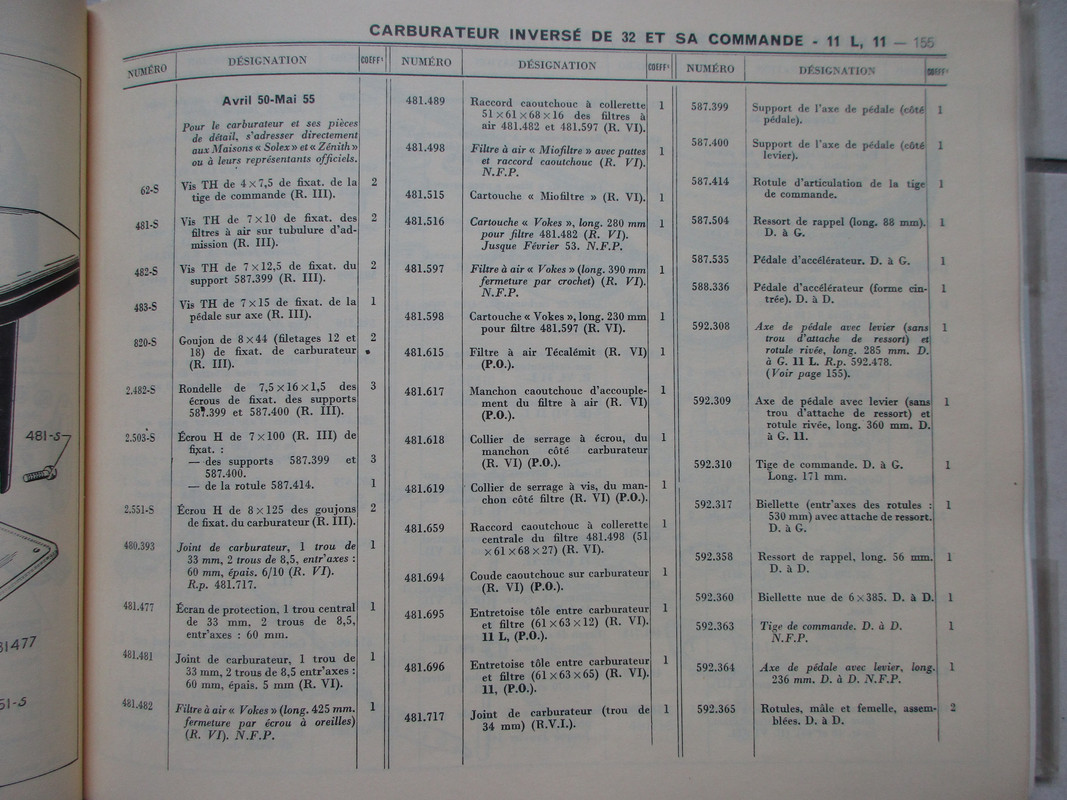 CARBURATEUR INVERSÉ DE 32 ET SA COMMANDE - 11 L, 11 — 155
NUMÉRO DÉSIGNATION COEFFt
Avril 50-Mai 55
Pour le carburateur et ses pièces
de détail, s'adresser directement
aux Maisons « Solex » et « Zénith »
ou à leurs représentants officiels.
62-S Vis TH de 4×7,5 de fixat. de la 2
tige de commande (R. III).
481-S Vis TH de 7×10 de fixat. des 2
filtres à air sur tubulure d'ad-
mission (R. III).
482-S Vis TH de 7×12,5 de fixat. du 2
support 587.399 (R. III).
483-S Vis TH de 7×15 de fixat. de la 1
pédale sur axe (R. III).
820-S Goujon de 8×44 (filetages 12 et 2
18) de fixat. de carburateur
(R. III).
2.482-S Rondelle de 7,5×16×1,5 des 3
écrous de fixat. des supports
587.399 et 587.400 (R. III).
2.503-S Écrou H de 7×100 (R. III) de
fixat. :
— des supports 587.399 et 3
587.400.
— de la rotule 587.414. 1
2.551-S Écrou H de 8×125 des goujons 2
de fixat. du carburateur (R. III).
480.393 Joint de carburateur, 1 trou de 1
33 mm, 2 trous de 8,5, entr'axes :
60 mm, épais. 6/10 (R. VI).
R.p. 481.717.
481.477 Écran de protection, 1 trou central 1
de 33 mm, 2 trous de 8,5,
entr'axes : 60 mm.
481.481 Joint de carburateur, 1 trou de 1
33 mm, 2 trous de 8,5 entr'axes :
60 mm, épais. 5 mm (R. VI).
481.482 Filtre à air « Vokes » (long. 425 mm. 1
fermeture par écrou à oreilles)
(R. VI). N.F.P.
NUMÉRO DÉSIGNATION COEFFt
481.489 Raccord caoutchouc à collerette 1
51×61×68×16 des filtres à
air 481.482 et 481.597 (R. VI).
481.498 Filtre à air « Miofiltre » avec pattes 1
et raccord caoutchouc (R. VI).
N.F.P.
481.515 Cartouche « Miofiltre » (R. VI). 1
481.516 Cartouche « Vokes », long. 280 mm 1
pour filtre 481.482 (R. VI).
Jusque Février 53. N.F.P.
481.597 Filtre à air « Vokes » (long. 390 mm 1
fermeture par crochet) (R. VI).
N.F.P.
481.598 Cartouche « Vokes », long. 230 mm 1
pour filtre 481.597 (R. VI).
481.615 Filtre à air Técalémit (R. VI) 1
(P.O.).
481.617 Manchon caoutchouc d'accouple- 1
ment du filtre à air (R. VI)
(P.O.).
481.618 Collier de serrage à écrou, du 1
manchon côté carburateur
(R. VI) (P.O.).
481.619 Collier de serrage à vis, du man- 1
chon côté filtre (R. VI) (P.O.).
481.659 Raccord caoutchouc à collerette 1
centrale du filtre 481.498 (51
×61×68×27) (R. VI).
481.694 Coude caoutchouc sur carburateur 1
(R. VI) (P.O.).
481.695 Entretoise tôle entre carburateur 1
et filtre (61×63×12) (R. VI).
11 L, (P.O.).
481.696 Entretoise tôle entre carburateur 1
et filtre (61×63×65) (R. VI).
11, (P.O.).
481.717 Joint de carburateur (trou de 1
34 mm) (R.V.I.).
NUMÉRO DÉSIGNATION COEFFt
587.399 Support de l'axe de pédale (côté 1
pédale).
587.400 Support de l'axe de pédale (côté 1
levier).
587.414 Rotule d'articulation de la tige 1
de commande.
587.504 Ressort de rappel (long. 88 mm). 1
D. à G.
587.535 Pédale d'accélérateur. D. à G. 1
588.336 Pédale d'accélérateur (forme cin- 1
trée). D. à D.
592.308 Axe de pédale avec levier (sans 1
trou d'attache de ressort) et
rotule rivée, long. 285 mm. D.
à G. 11 L. R.p. 592.478.
(Voir page 155).
592.309 Axe de pédale avec levier (sans 1
trou d'attache de ressort) et
rotule rivée, long. 360 mm. D.
à G. 11.
592.310 Tige de commande. D. à G. 1
Long. 171 mm.
592.317 Biellette (entr'axes des rotules : 1
530 mm) avec attache de ressort.
D. à G.
592.358 Ressort de rappel, long. 56 mm. 1
D. à D.
592.360 Biellette nue de 6×385. D. à D. 1
592.363 Tige de commande. D. à D. 1
N.F.P.
592.364 Axe de pédale avec levier, long. 1
236 mm. D. à D. N.F.P.
592.365 Rotules, mâle et femelle, assem- 2
blées. D. à D.
481-S
81477
51-S